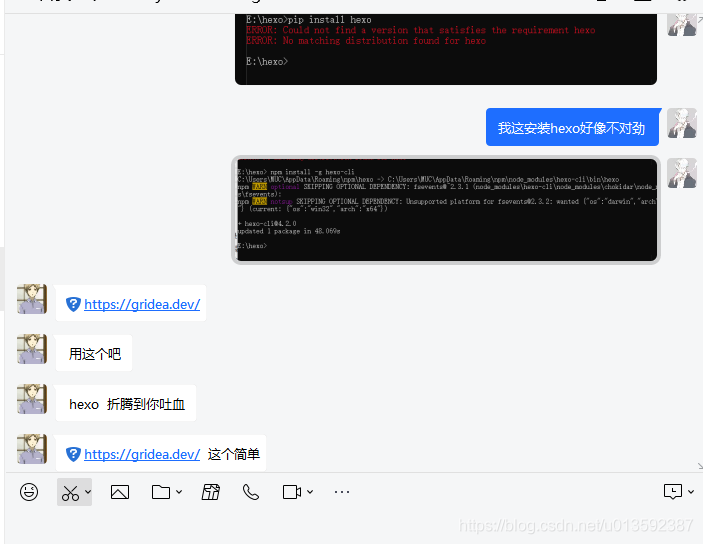 E:\hexo>pip install hexo
ERROR: Could not find a version that satisfies the requirement hexo
ERROR: No matching distribution found for hexo
E:\hexo>
我这安装hexo好像不对劲
E:\hexo> npm install -g hexo-cli
C:\Users\MUC\AppData\Roaming\npm\hexo -> C:\Users\MUC\AppData\Roaming\npm\node_modules\hexo-cli\bin\hexo
npm WARN optional SKIPPING OPTIONAL DEPENDENCY: fsevents@~2.3.1 (node_modules\hexo-cli\node_modules\chokidar\node_m
s\fsevents):
npm WARN notsup SKIPPING OPTIONAL DEPENDENCY: Unsupported platform for fsevents@2.3.2: wanted {"os":"darwin","arch
"} (current: {"os":"win32","arch":"x64"})
+ hexo-cli@4.2.0
updated 1 package in 48.069s
E:\hexo>
https://gridea.dev/
用这个吧
hexo 折腾到你吐血
https://gridea.dev/ 这个简单
https://blog.csdn.net/u013592387